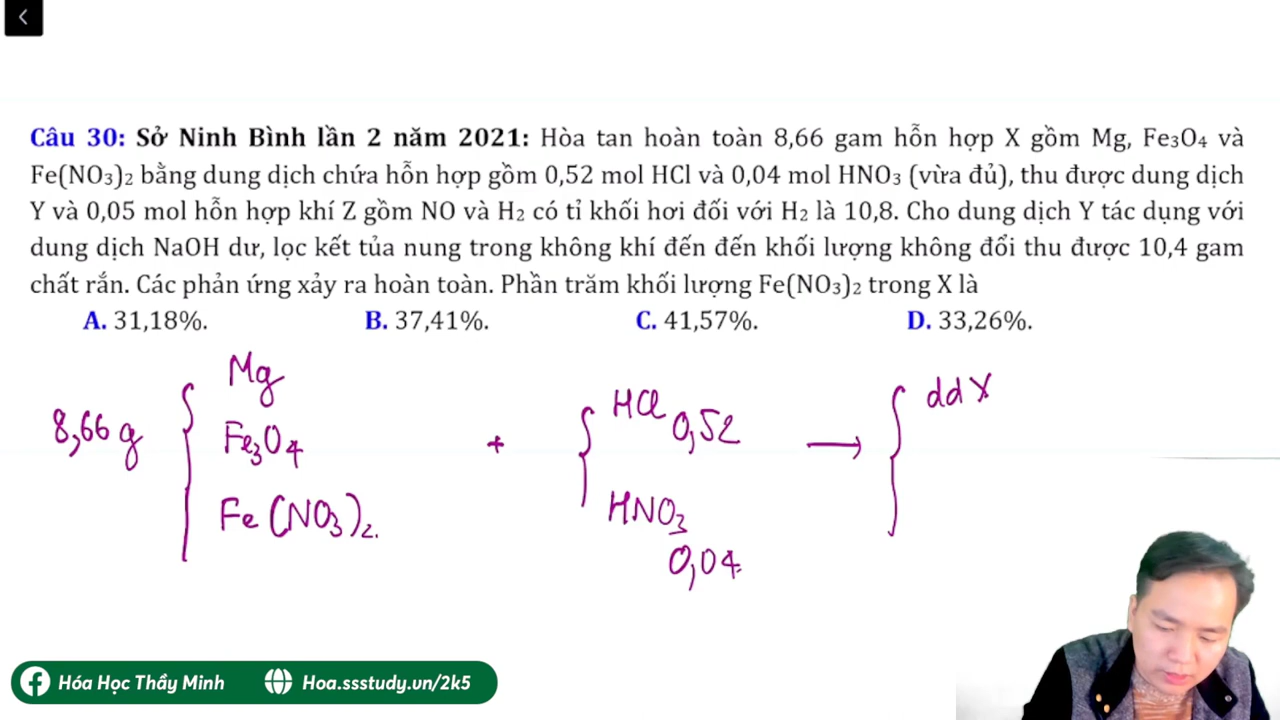 Câu 30: Sở Ninh Bình lần 2 năm 2021: Hòa tan hoàn toàn 8,66 gam hỗn hợp X gồm Mg, Fe₃O₄ và
Fe(NO₃)₂ bằng dung dịch chứa hỗn hợp gồm 0,52 mol HCl và 0,04 mol HNO₃ (vừa đủ), thu được dung dịch
Y và 0,05 mol hỗn hợp khí Z gồm NO và H₂ có tỉ khối hơi đối với H₂ là 10,8. Cho dung dịch Y tác dụng với
dung dịch NaOH dư, lọc kết tủa nung trong không khí đến đến khối lượng không đổi thu được 10,4 gam
chất rắn. Các phản ứng xảy ra hoàn toàn. Phần trăm khối lượng Fe(NO₃)₂ trong X là
A. 31,18%. B. 37,41%. C. 41,57%. D. 33,26%.
Mg
8,66 g Fe₃O₄ + HCl 0,52 → dd X
Fe(NO₃)₂. HNO₃
0,04
Hóa Học Thầy Minh Hoa.ssstudy.vn/2k5